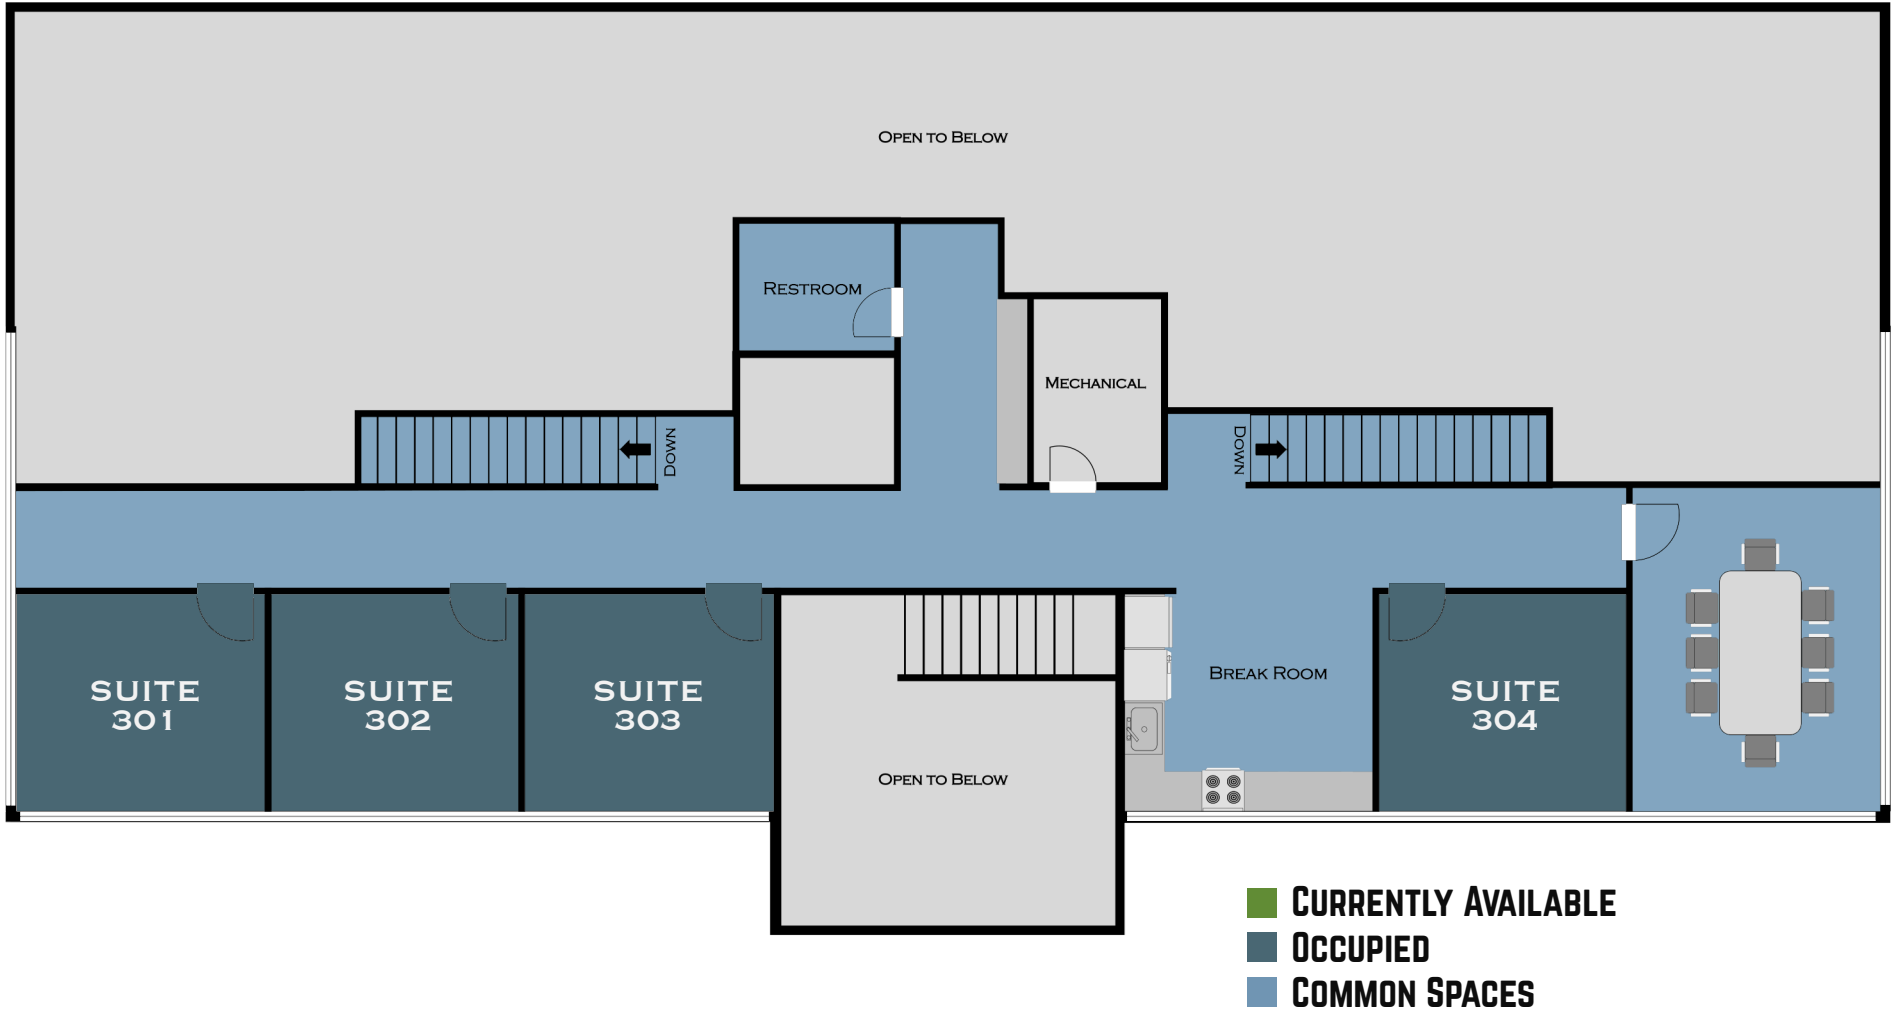 Open to Below
Restroom
Mechanical
Down
Down
Suite
301
Suite
302
Suite
303
Break Room
Suite
304
Open to Below
Currently Available
Occupied
Common Spaces